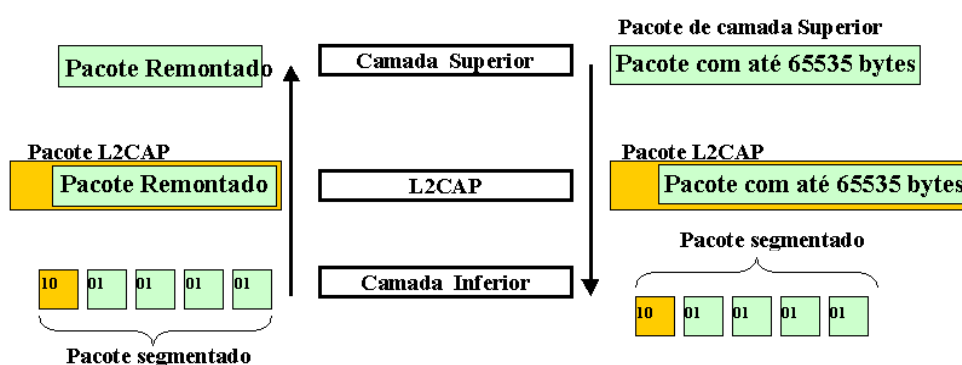 Pacote de camada Superior
Pacote Remontado
Camada Superior
Pacote com até 65535 bytes
Pacote L2CAP
Pacote L2CAP
Pacote Remontado
L2CAP
Pacote com até 65535 bytes
Pacote segmentado
10 01 01 01 01
Camada Inferior
10 01 01 01 01
Pacote segmentado